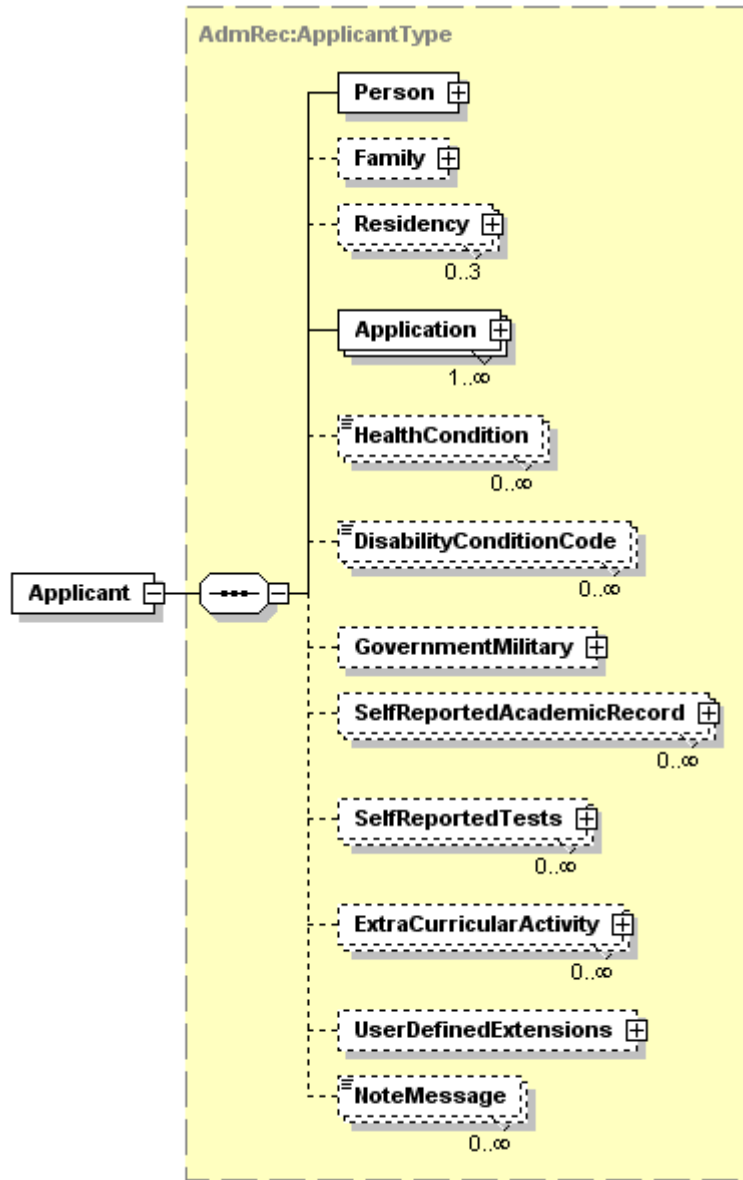 AdmRec:ApplicantType
Person
Family
Residency
0..3
Application
1..∞
HealthCondition
0..∞
DisabilityConditionCode
0..∞
Applicant
GovernmentMilitary
SelfReportedAcademicRecord
0..∞
SelfReportedTests
0..∞
ExtraCurricularActivity
0..∞
UserDefinedExtensions
NoteMessage
0..∞